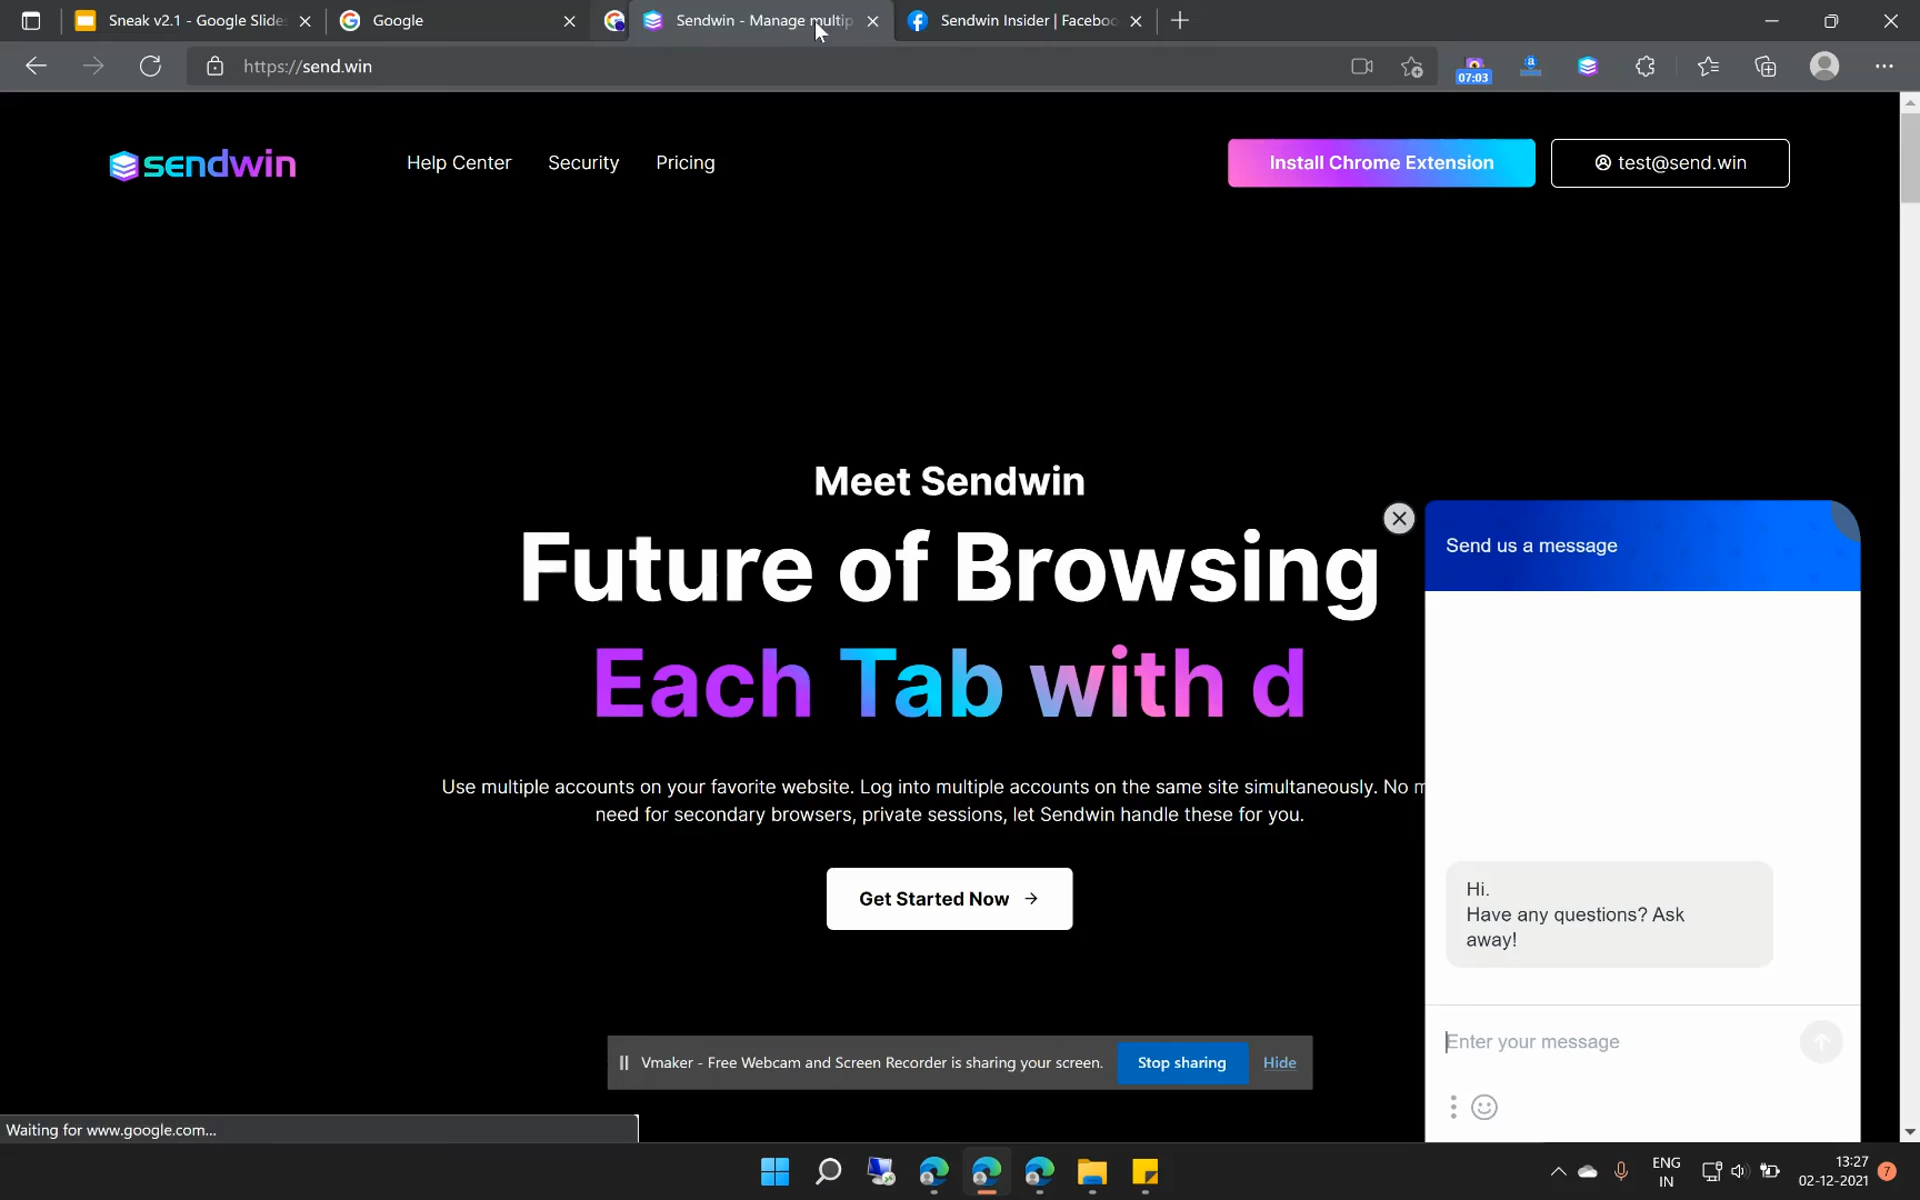 Sneak v2.1 - Google Slide
Google
Sendwin - Manage multip
Sendwin Insider | Faceboo
https://send.win
07:03
sendwin
Help Center
Security
Pricing
Install Chrome Extension
test@send.win
Meet Sendwin
Future of Browsing
Each Tab with d
Use multiple accounts on your favorite website. Log into multiple accounts on the same site simultaneously. No m
need for secondary browsers, private sessions, let Sendwin handle these for you.
Get Started Now →
Send us a message
Hi.
Have any questions? Ask
away!
Enter your message
Vmaker - Free Webcam and Screen Recorder is sharing your screen.
Stop sharing
Hide
Waiting for www.google.com...
ENG
IN
13:27
02-12-2021
7